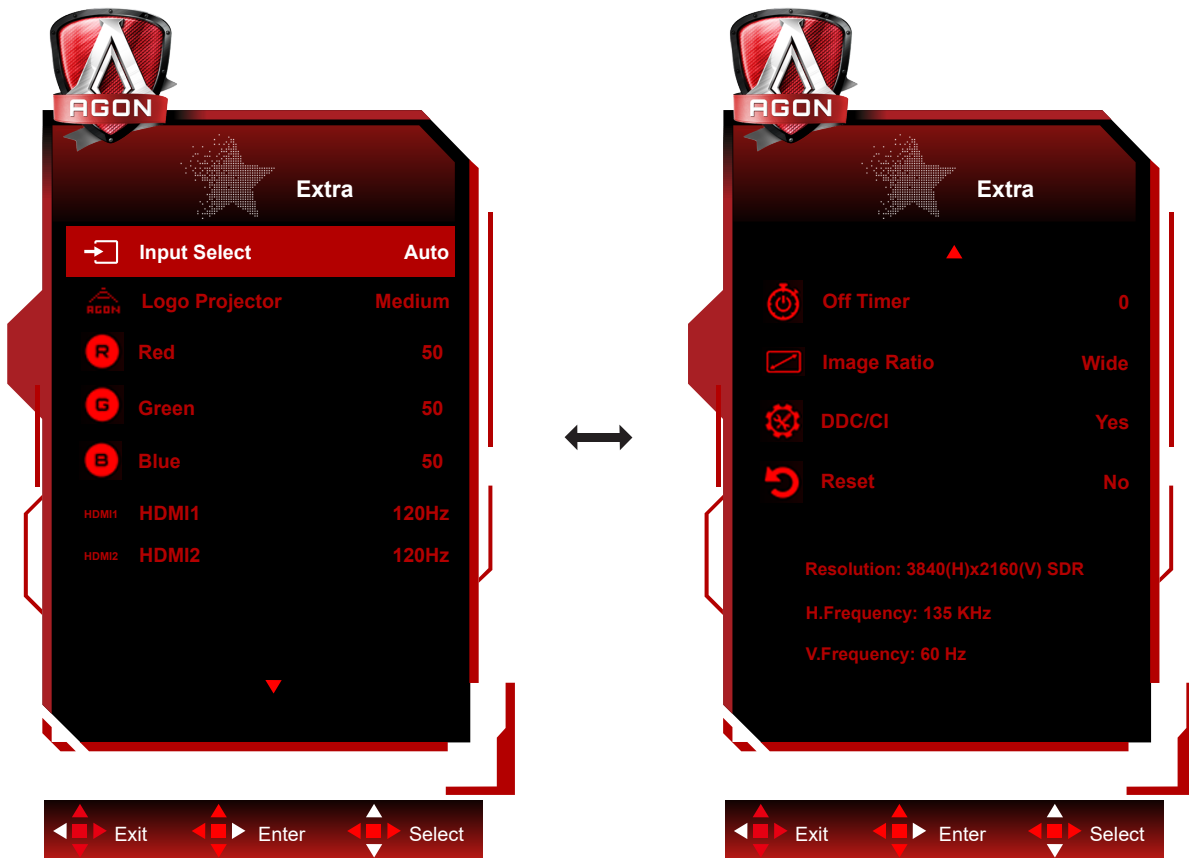 AGON
Extra
Input Select Auto
AGON Logo Projector Medium
R Red 50
G Green 50
B Blue 50
HDMI1 HDMI1 120Hz
HDMI2 HDMI2 120Hz
Exit Enter Select
AGON
Extra
Off Timer 0
Image Ratio Wide
DDC/CI Yes
Reset No
Resolution: 3840(H)x2160(V) SDR
H.Frequency: 135 KHz
V.Frequency: 60 Hz
Exit Enter Select